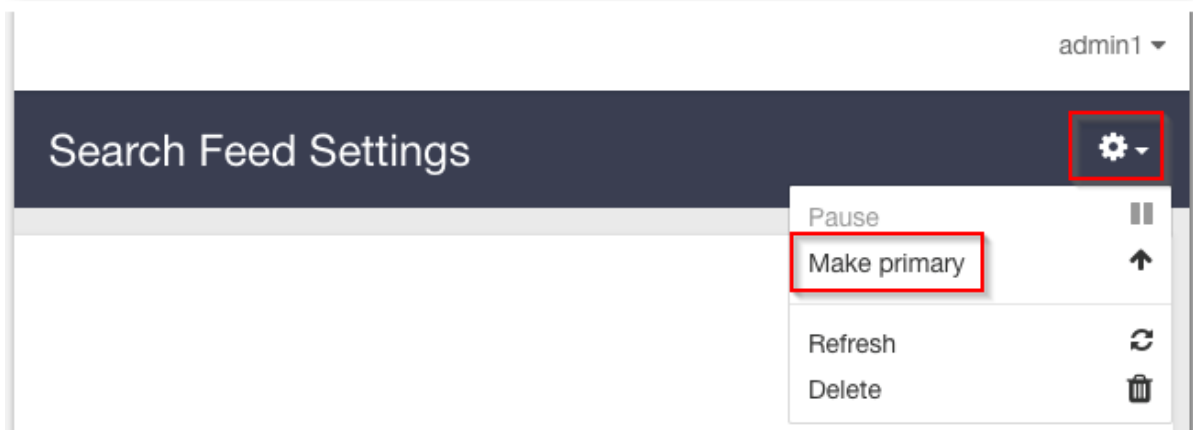 admin1
Search Feed Settings
Pause
Make primary
Refresh
Delete